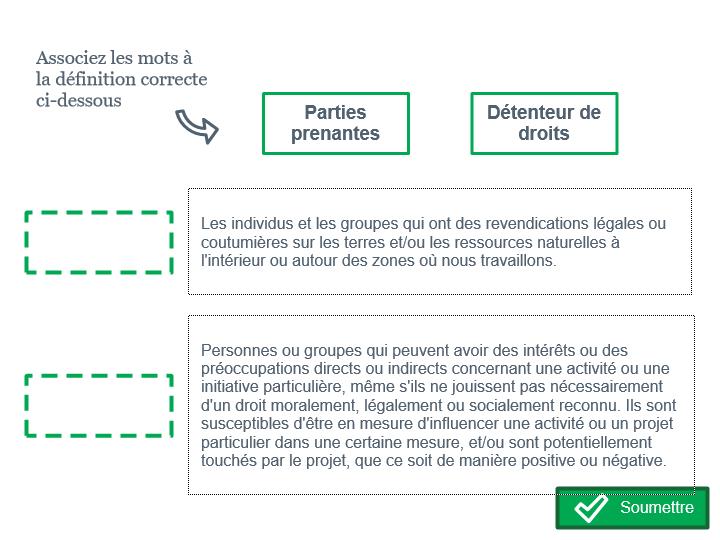 Associez les mots à
la définition correcte
ci-dessous
Parties
prenantes
Détenteur de
droits
Les individus et les groupes qui ont des revendications légales ou
coutumières sur les terres et/ou les ressources naturelles à
l'intérieur ou autour des zones où nous travaillons.
Personnes ou groupes qui peuvent avoir des intérêts ou des
préoccupations directs ou indirects concernant une activité ou une
initiative particulière, même s'ils ne jouissent pas nécessairement
d'un droit moralement, légalement ou socialement reconnu. Ils sont
susceptibles d'être en mesure d'influencer une activité ou un projet
particulier dans une certaine mesure, et/ou sont potentiellement
touchés par le projet, que ce soit de manière positive ou négative.
Soumettre